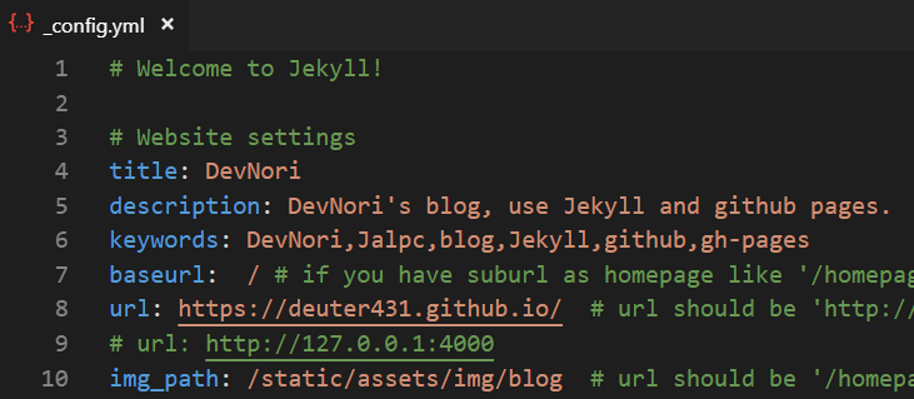 {...} _config.yml ×
1 # Welcome to Jekyll!
2
3 # Website settings
4 title: DevNori
5 description: DevNori's blog, use Jekyll and github pages.
6 keywords: DevNori,Jalpc,blog,Jekyll,github,gh-pages
7 baseurl:  / # if you have suburl as homepage like '/homepag
8 url: https://deuter431.github.io/  # url should be 'http://
9 # url: http://127.0.0.1:4000
10 img_path: /static/assets/img/blog  # url should be '/homepa